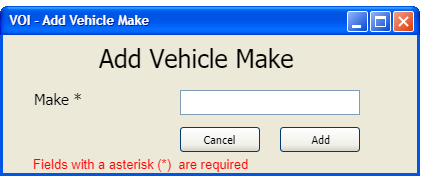 VOI - Add Vehicle Make
Add Vehicle Make
Make *
Cancel Add
Fields with a asterisk (*) are required